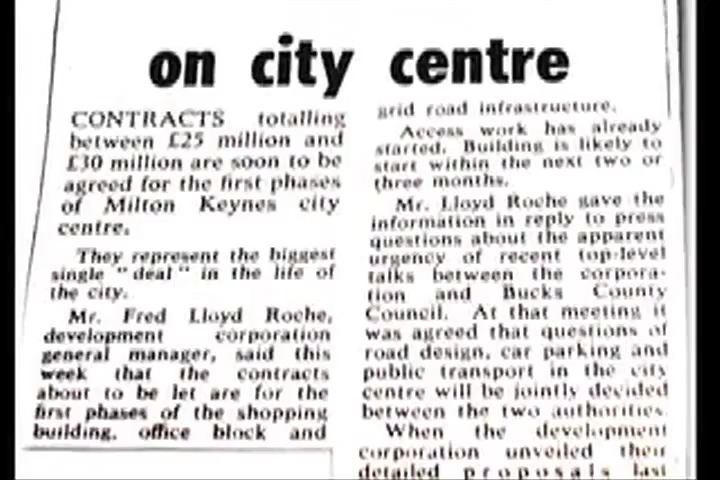 on city centre
CONTRACTS totalling
between £25 million and
£30 million are soon to be
agreed for the first phases
of Milton Keynes city
centre.
They represent the biggest
single "deal" in the life of
the city.
Mr. Fred Lloyd Roche,
development corporation
general manager, said this
week that the contracts
about to be let are for the
first phases of the shopping
building, office block and
grid road infrastructure.
Access work has already
started. Building is likely to
start within the next two or
three months.
Mr. Lloyd Roche gave the
information in reply to press
questions about the apparent
urgency of recent top-level
talks between the corpora-
tion and Bucks County
Council. At that meeting it
was agreed that questions of
road design, car parking and
public transport in the city
centre will be jointly decided
between the two authorities.
When the development
corporation unveiled their
detailed proposals last